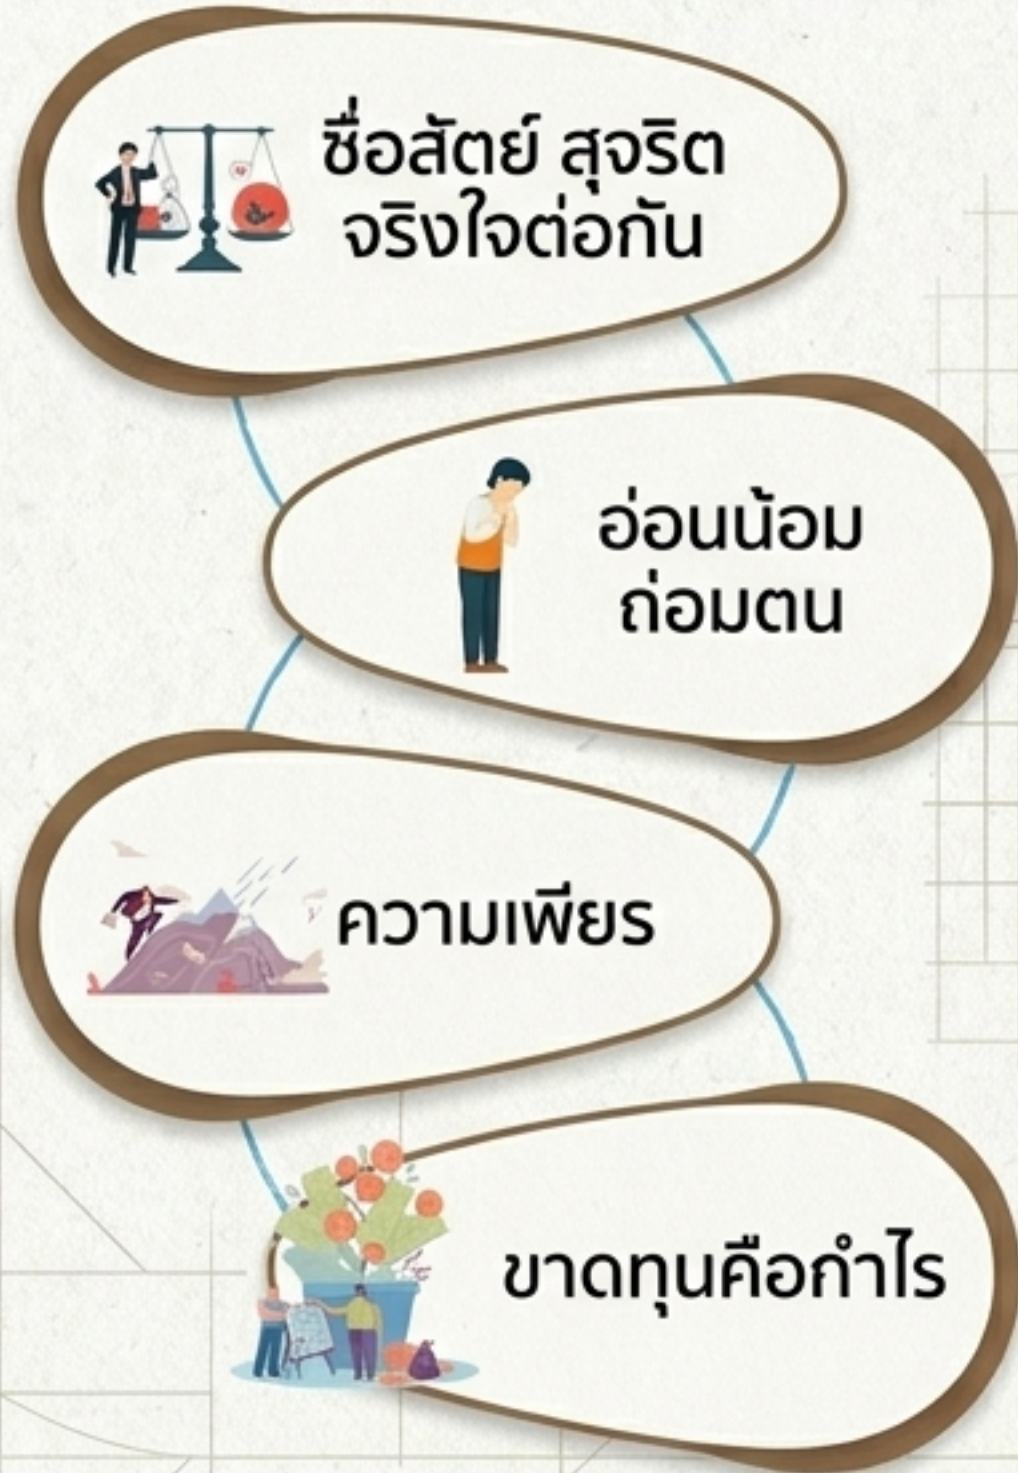 ซื่อสัตย์ สุจริต
จริงใจต่อกัน
อ่อนน้อม
ถ่อมตน
ความเพียร
ขาดทุนคือกำไร